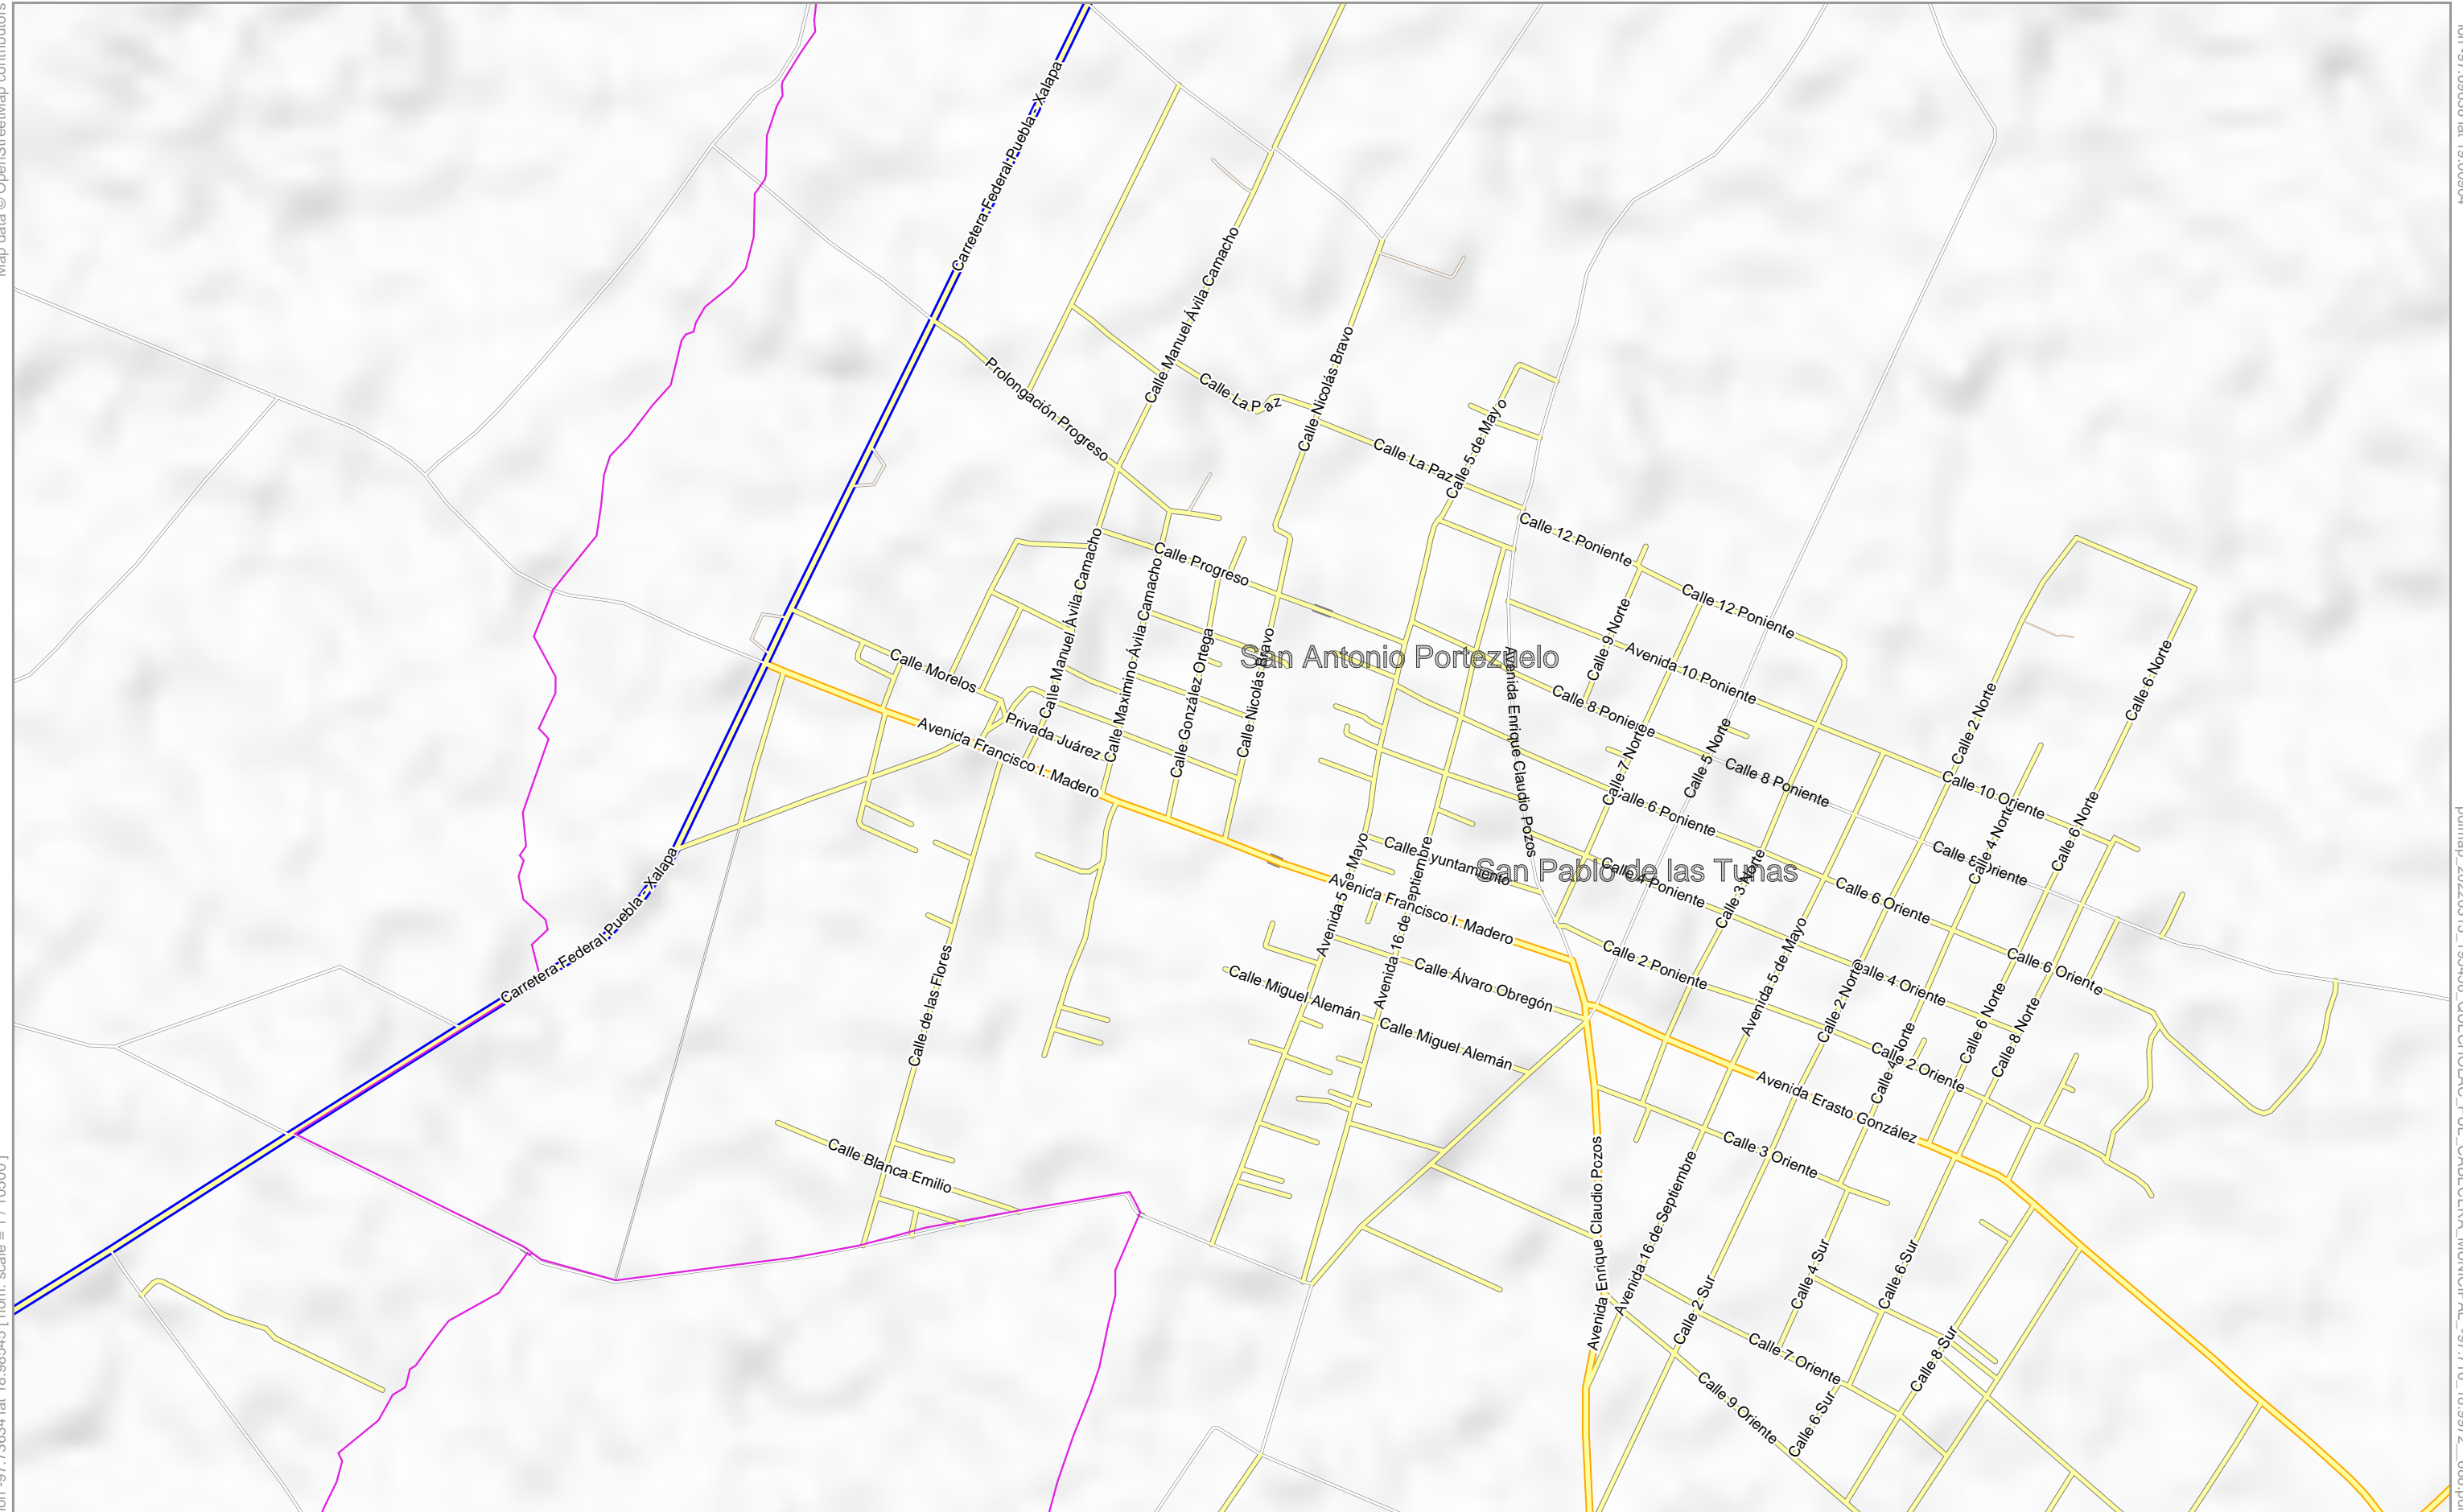 Map data © OpenStreetMap contributors
Carretera Federal Puebla - Xalapa
Calle Manuel Ávila Camacho
Prolongación Progreso
Calle La Paz
Calle Nicolás Bravo
Calle La Paz
Calle 5 de Mayo
Calle 12 Poniente
Calle 12 Poniente
Calle Progreso
Calle Manuel Ávila Camacho
Calle Maximino Ávila Camacho
Calle González Ortega
Calle Nicolás Bravo
San Antonio Portezuelo
Calle 9 Norte
Avenida 10 Poniente
Calle 6 Norte
Calle Morelos
Privada Juárez
Avenida Francisco I. Madero
Avenida Enrique Claudio Pozos
Calle 8 Poniente
Calle 7 Norte
Calle 5 Norte
Calle 8 Poniente
Calle 2 Norte
Calle 10 Oriente
Calle 6 Poniente
Calle 4 Norte
Calle 6 Norte
Calle 8 Oriente
Calle Ayuntamiento
San Pablo de las Tunas
Calle 4 Poniente
Calle 3 Norte
Calle 6 Oriente
Avenida 5 de Mayo
Avenida 16 de Septiembre
Avenida Francisco I. Madero
Carretera Federal Puebla - Xalapa
Calle de las Flores
Calle Miguel Alemán
Calle Álvaro Obregón
Calle 2 Poniente
Avenida 5 de Mayo
Calle 2 Norte
Calle 4 Oriente
Calle 6 Oriente
Calle Miguel Alemán
Calle 4 Norte
Calle 2 Oriente
Calle 6 Norte
Calle 8 Norte
Avenida Erasto González
Calle Blanca Emilio
Calle 3 Oriente
Avenida Enrique Claudio Pozos
Avenida 16 de Septiembre
Calle 2 Sur
Calle 4 Sur
Calle 6 Sur
Calle 7 Oriente
Calle 8 Sur
Calle 9 Oriente
Calle 6 Sur